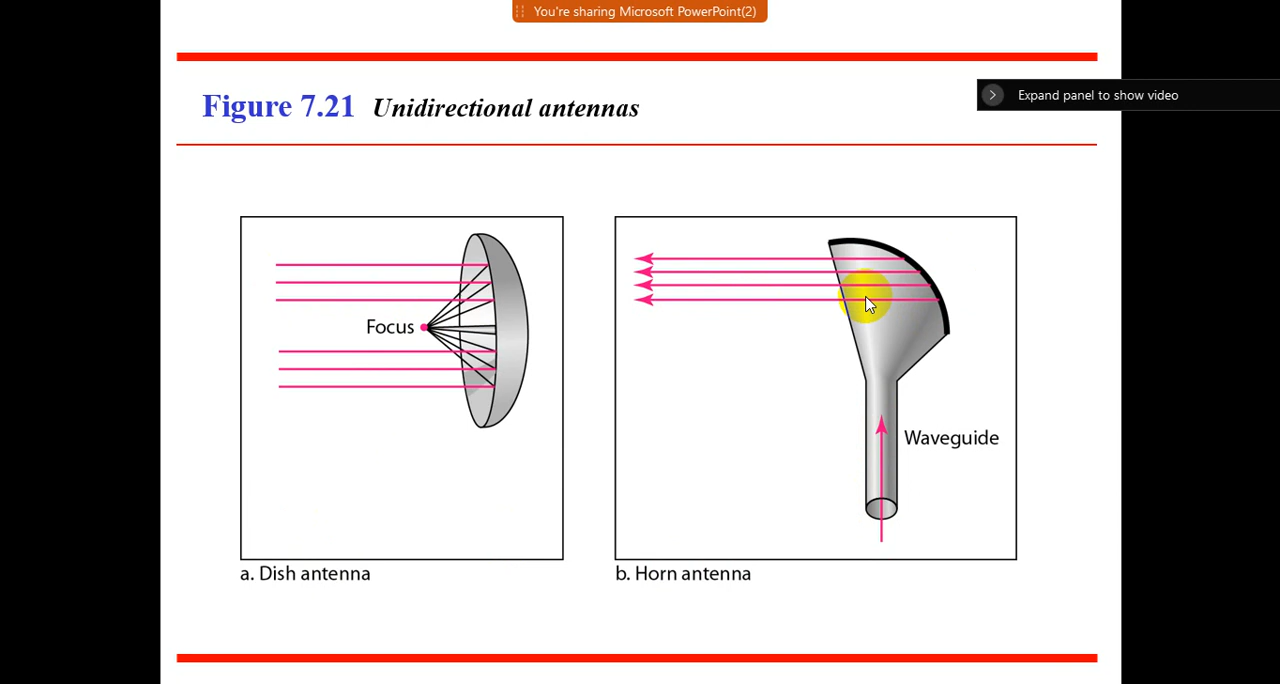 You're sharing Microsoft PowerPoint(2)
Expand panel to show video
Figure 7.21 Unidirectional antennas
Focus
Waveguide
a. Dish antenna
b. Horn antenna